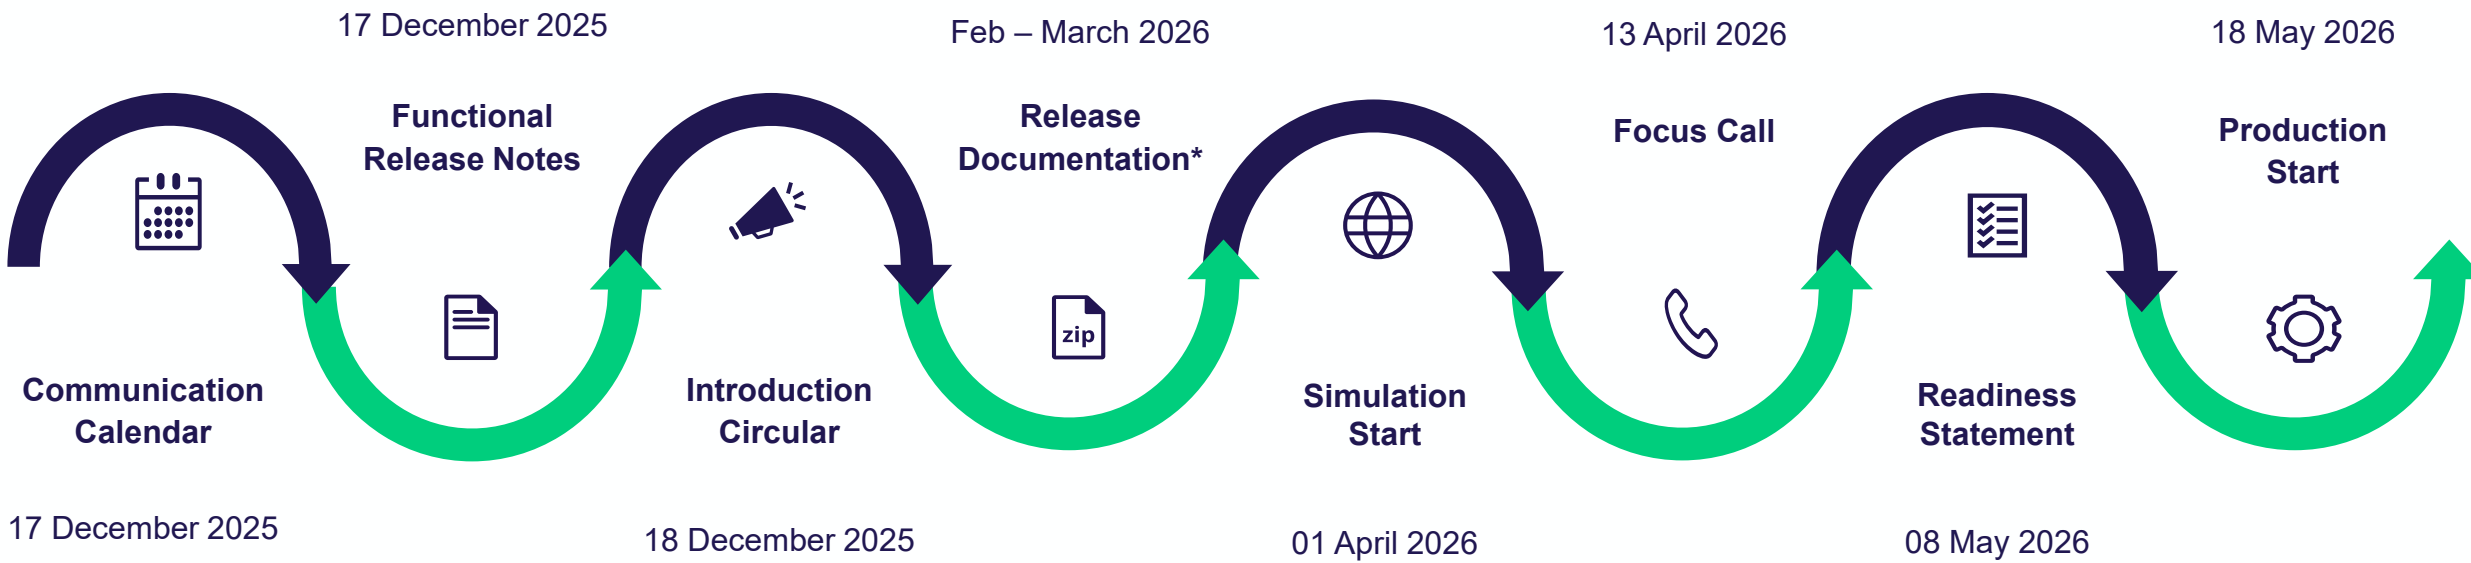 17 December 2025
Feb – March 2026
13 April 2026
18 May 2026
Functional
Release Notes
Release
Documentation*
Focus Call
Production
Start
zip
Communication
Calendar
Introduction
Circular
Simulation
Start
Readiness
Statement
17 December 2025
18 December 2025
01 April 2026
08 May 2026